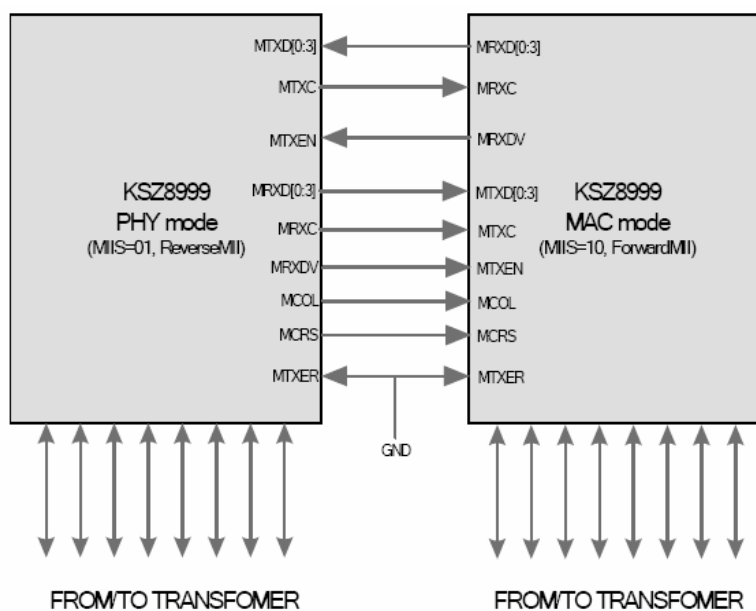 MTXD[0:3]
MTXC
MTXEN
MRXD[0:3]
MRXC
MRXDV
MCOL
MCRS
MTXER
KSZ8999
PHY mode
(MIIS=01, ReverseMII)
MRXD[0:3]
MRXC
MRXDV
MTXD[0:3]
MTXC
MTXEN
MCOL
MCRS
MTXER
KSZ8999
MAC mode
(MIIS=10, ForwardMII)
GND
FROM/TO TRANSFOMER
FROM/TO TRANSFOMER